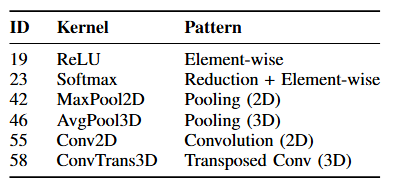 ID Kernel Pattern
19 ReLU Element-wise
23 Softmax Reduction + Element-wise
42 MaxPool2D Pooling (2D)
46 AvgPool3D Pooling (3D)
55 Conv2D Convolution (2D)
58 ConvTrans3D Transposed Conv (3D)